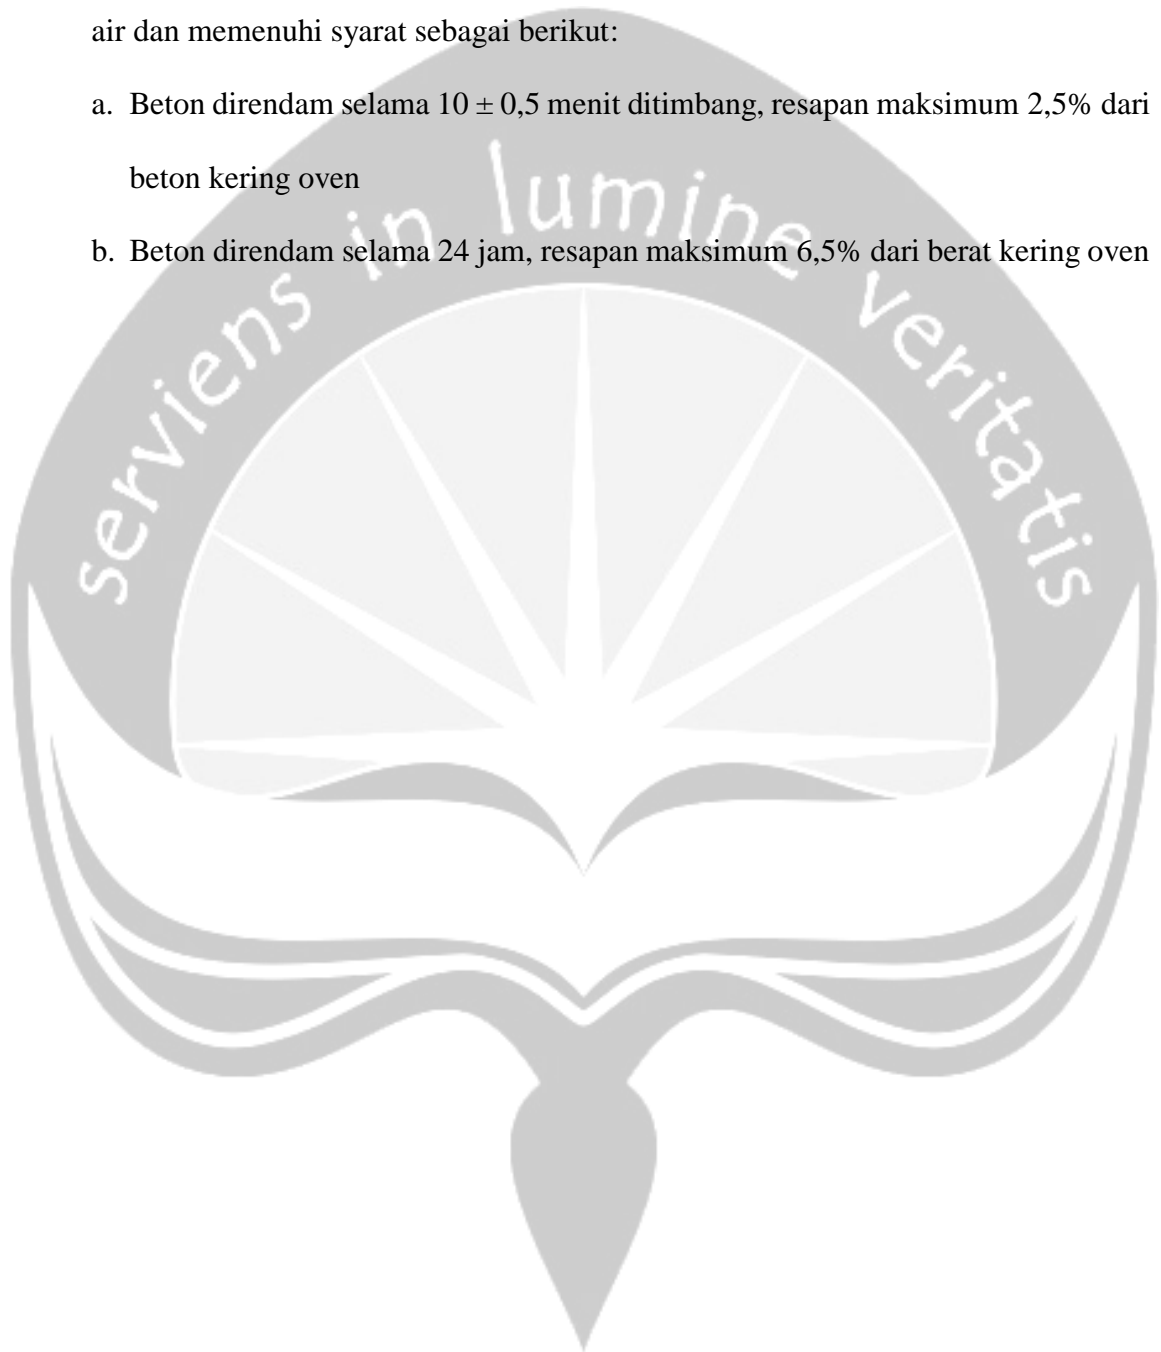 air dan memenuhi syarat sebagai berikut:
a. Beton direndam selama 10 ± 0,5 menit ditimbang, resapan maksimum 2,5% dari
beton kering oven
b. Beton direndam selama 24 jam, resapan maksimum 6,5% dari berat kering oven
serviens in lumine veritatis